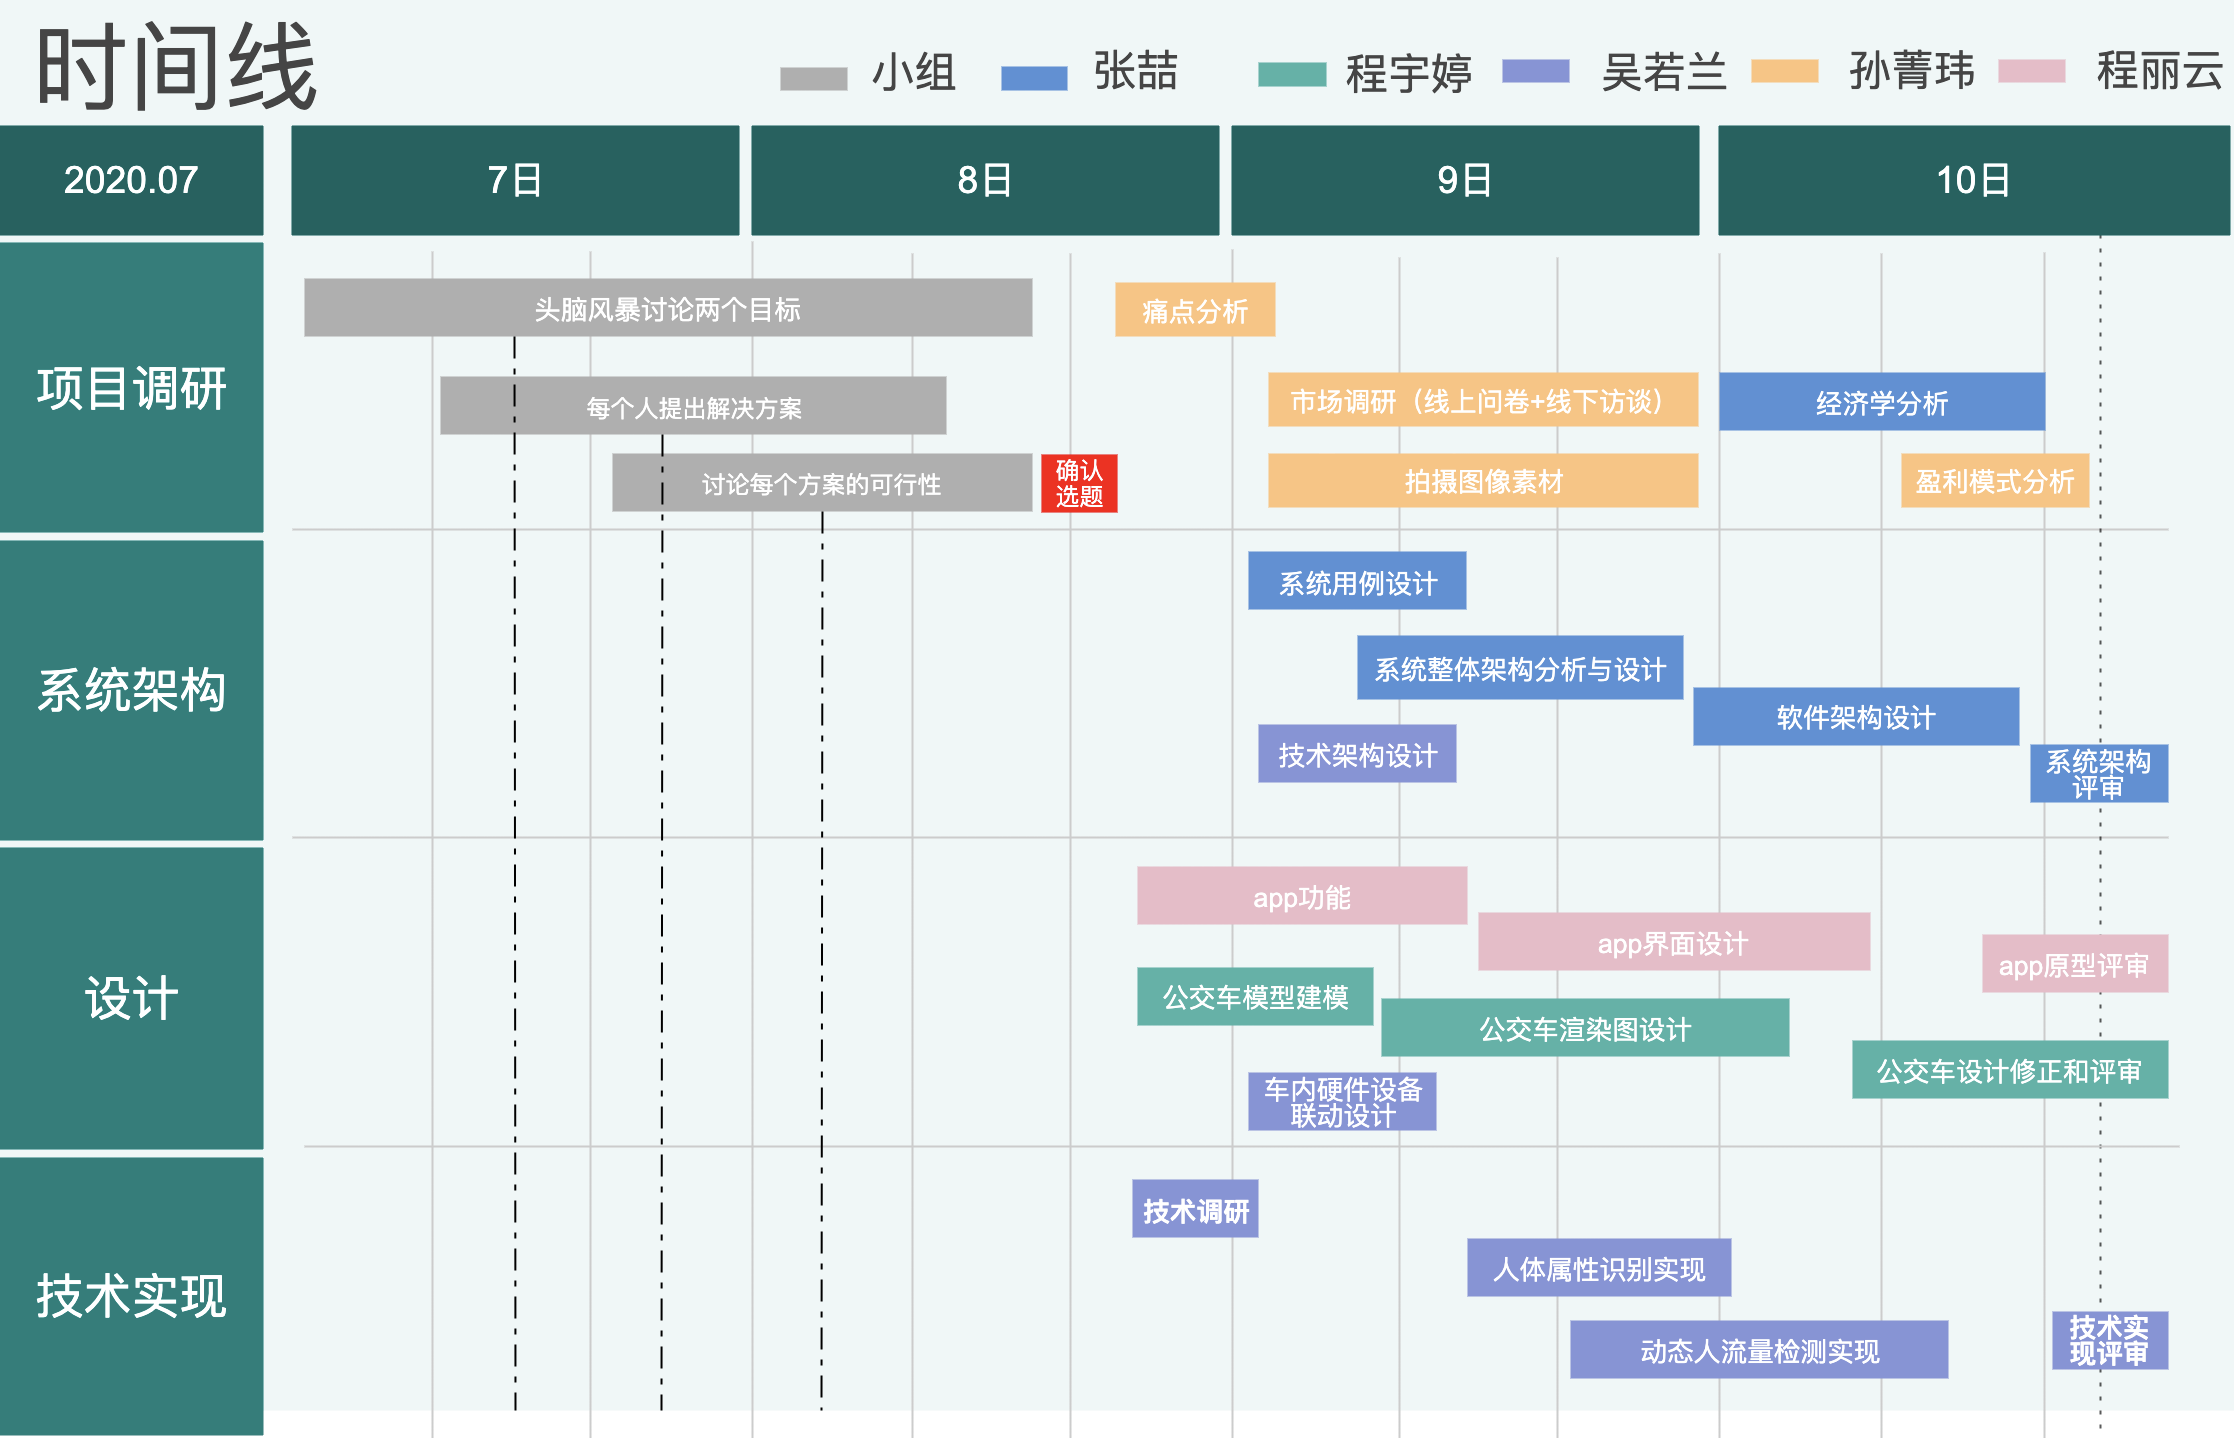 时间线
小组
张喆
程宇婷
吴若兰
孙菁玮
程丽云
2020.07
7日
8日
9日
10日
项目调研
头脑风暴讨论两个目标
痛点分析
每个人提出解决方案
市场调研（线上问卷+线下访谈）
经济学分析
讨论每个方案的可行性
确认
选题
拍摄图像素材
盈利模式分析
系统架构
系统用例设计
系统整体架构分析与设计
软件架构设计
技术架构设计
系统架构
评审
设计
app功能
app界面设计
app原型评审
公交车模型建模
公交车渲染图设计
公交车设计修正和评审
车内硬件设备
联动设计
技术实现
技术调研
人体属性识别实现
动态人流量检测实现
技术实
现评审